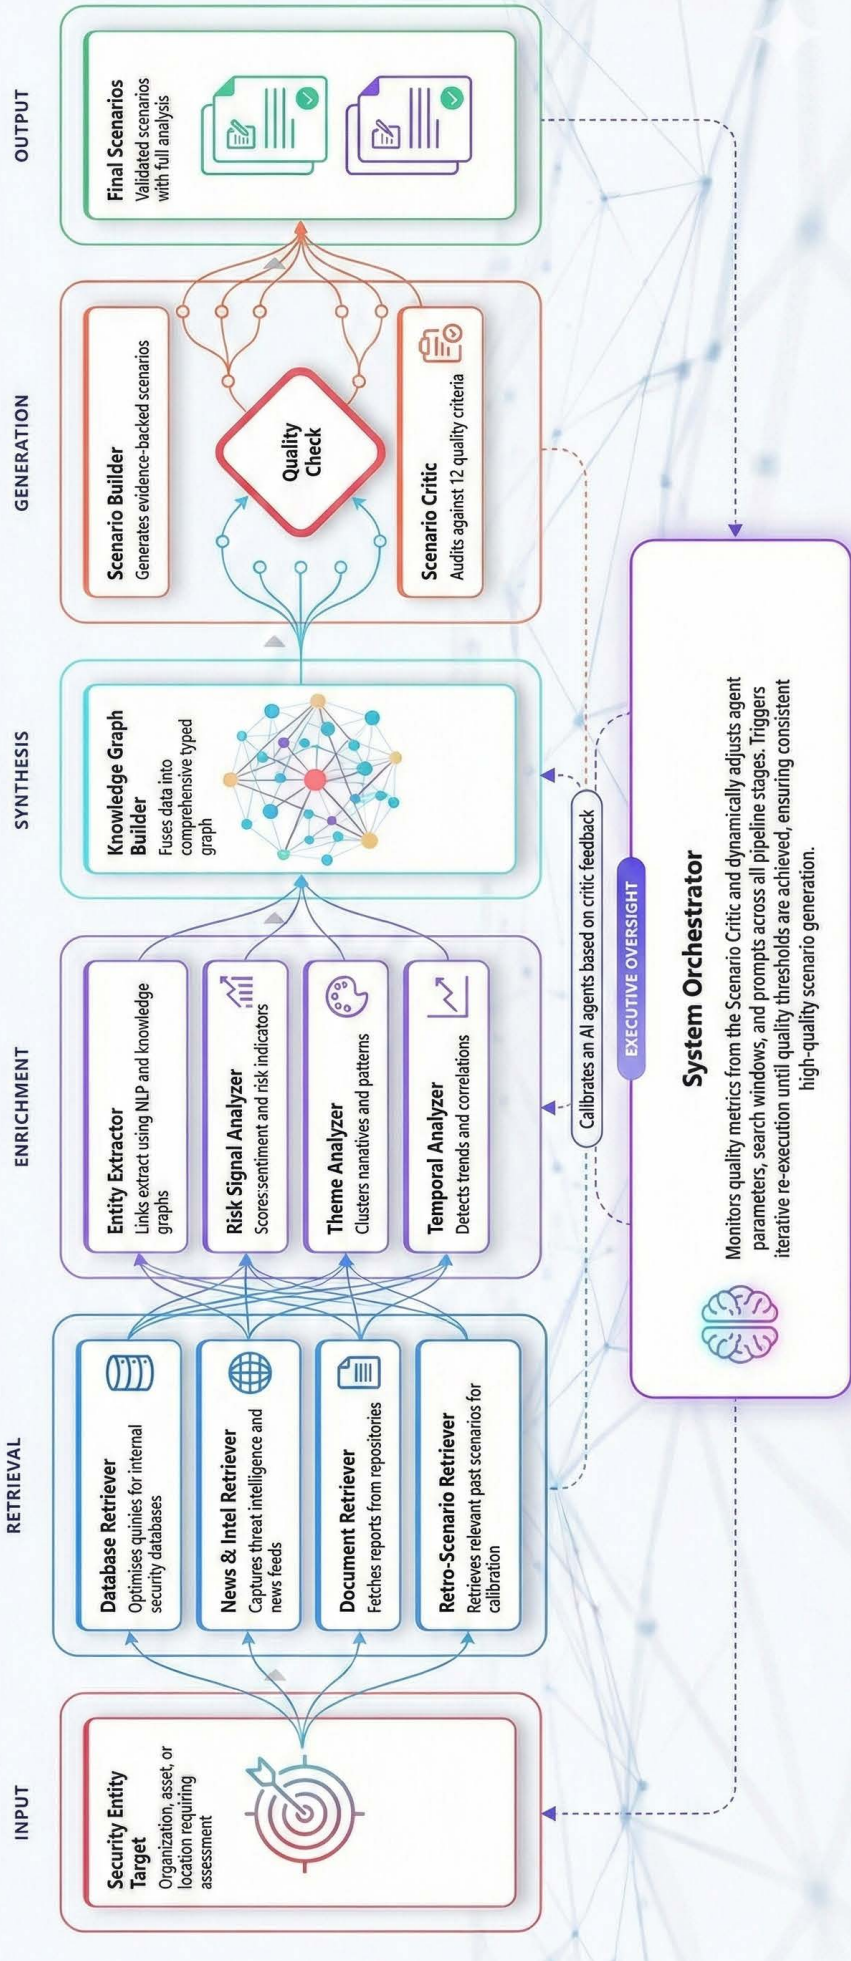 INPUT
Security Entity
Target
Organization, asset, or
location requiring
assessment
RETRIEVAL
Database Retriever
Optimises quinies for internal
security databases
News & Intel Retriever
Captures threat intelligence and
news feeds
Document Retriever
Fetches reports from repositories
Retro-Scenario Retriever
Retrieves relevant past scenarios for
calibration
ENRICHMENT
Entity Extractor
Links extract using NLP and knowledge
graphs
Risk Signal Analyzer
Scores:sentiment and risk indicators
Theme Analyzer
Clusters nanatives and patterns
Temporal Analyzer
Detects trends and correlations
SYNTHESIS
Knowledge Graph
Builder
Fuses data into
comprehensive typed
graph
GENERATION
Scenario Builder
Generates evidence-backed scenarios
Quality
Check
Scenario Critic
Audits against 12 quality criteria
OUTPUT
Final Scenarios
Validated scenarios
with full analysis
Calibrates an AI agents based on critic feedback
EXECUTIVE OVERSIGHT
System Orchestrator
Monitors quality metrics from the Scenario Critic and dynamically adjusts agent
parameters, search windows, and prompts across all pipeline stages. Triggers
iterative re-execution until quality thresholds are achieved, ensuring consistent
high-quality scenario generation.